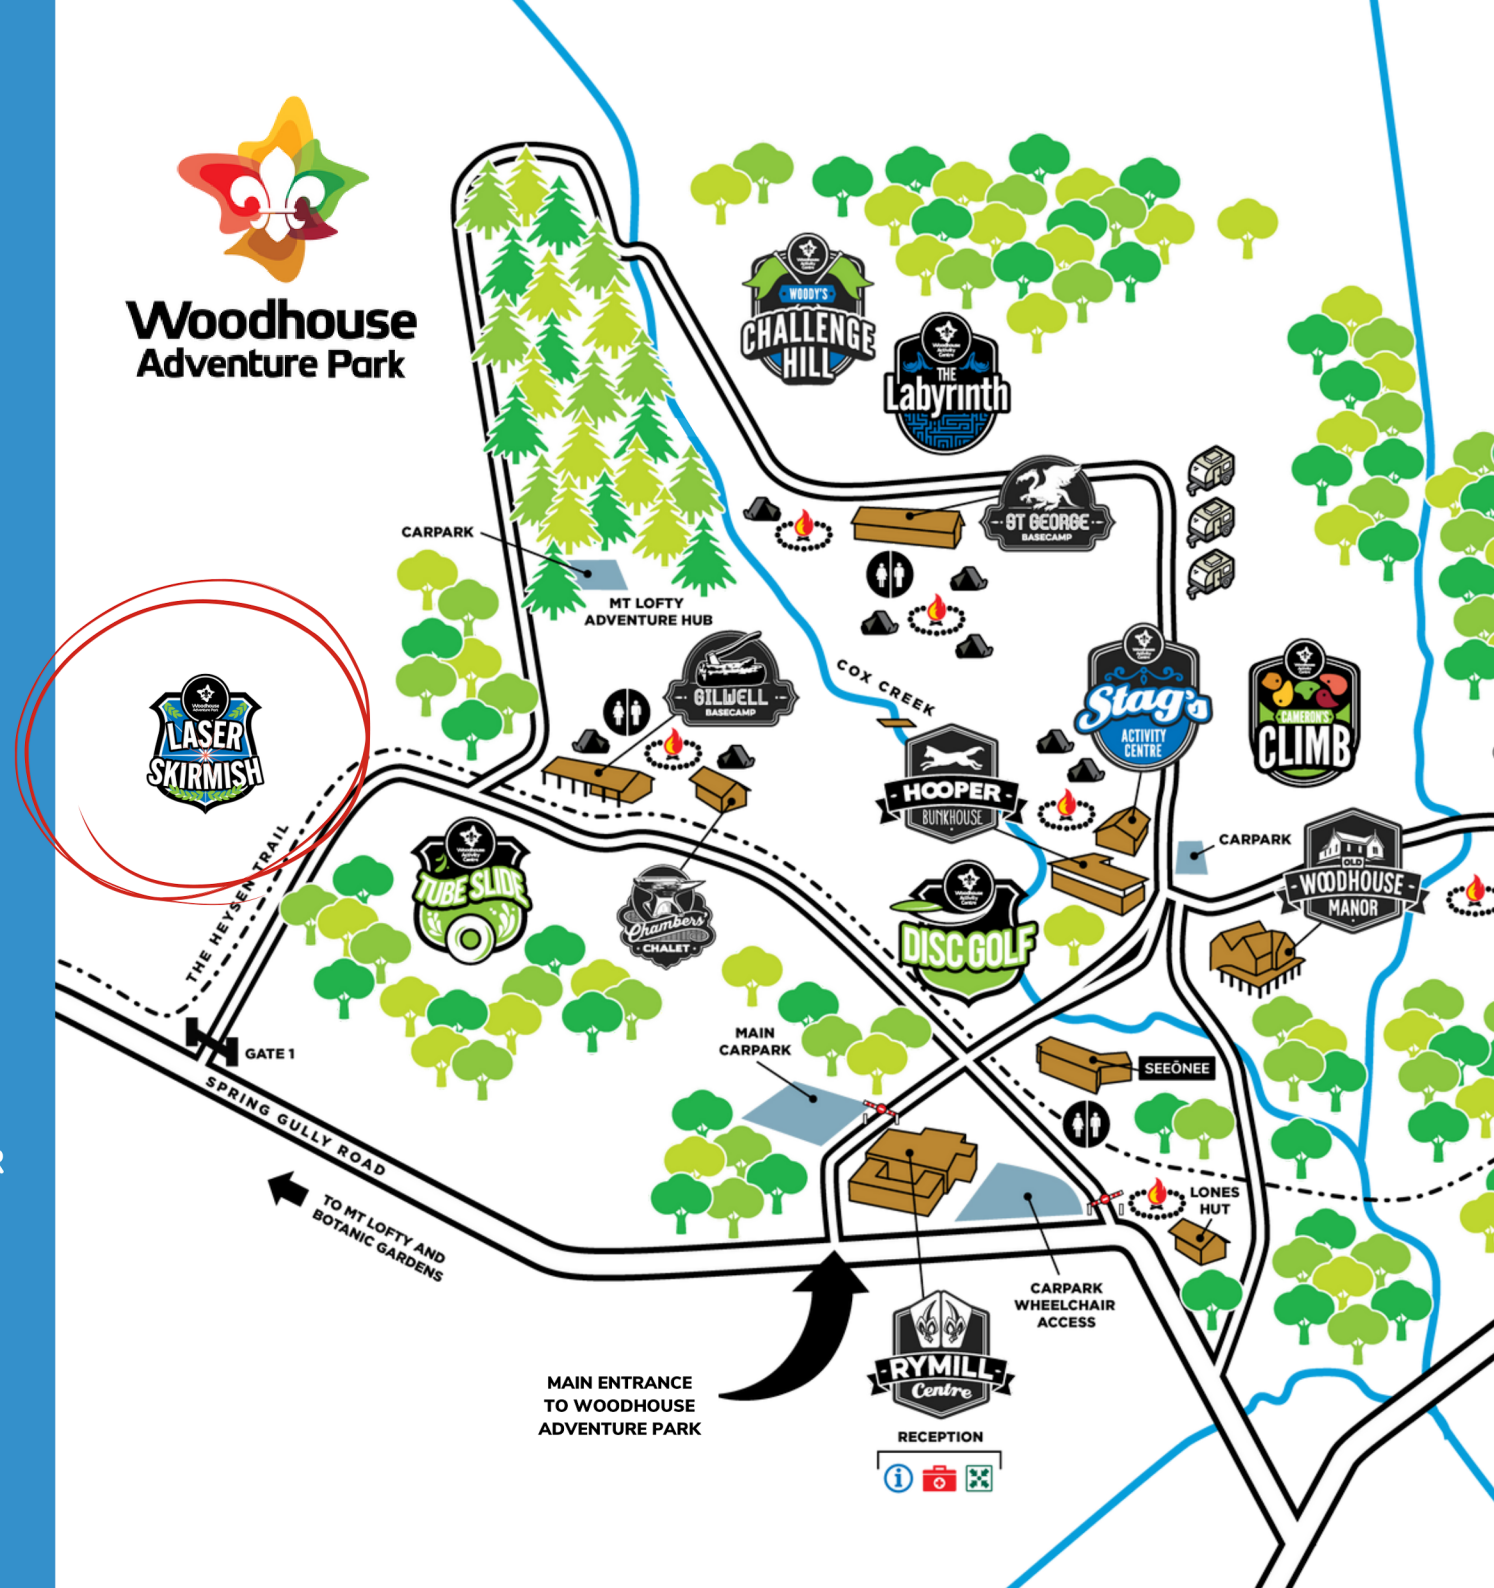 Woodhouse
Adventure Park
WOODY'S
CHALLENGE
HILL
THE
Labyrinth
ST GEORGE
BASECAMP
CARPARK
MT LOFTY
ADVENTURE HUB
GILWELL
BASECAMP
COX CREEK
Stag's
ACTIVITY
CENTRE
CAMERON'S
CLIMB
LASER
SKIRMISH
HOOPER
BUNKHOUSE
CARPARK
OLD
WOODHOUSE
MANOR
THE HEYSEN TRAIL
TUBE SLIDE
Chambers'
CHALET
DISC GOLF
MAIN
CARPARK
GATE 1
SEEŌNEE
SPRING GULLY ROAD
TO MT LOFTY AND
BOTANIC GARDENS
LONES
HUT
CARPARK
WHEELCHAIR
ACCESS
RYMILL
Centre
RECEPTION
MAIN ENTRANCE
TO WOODHOUSE
ADVENTURE PARK